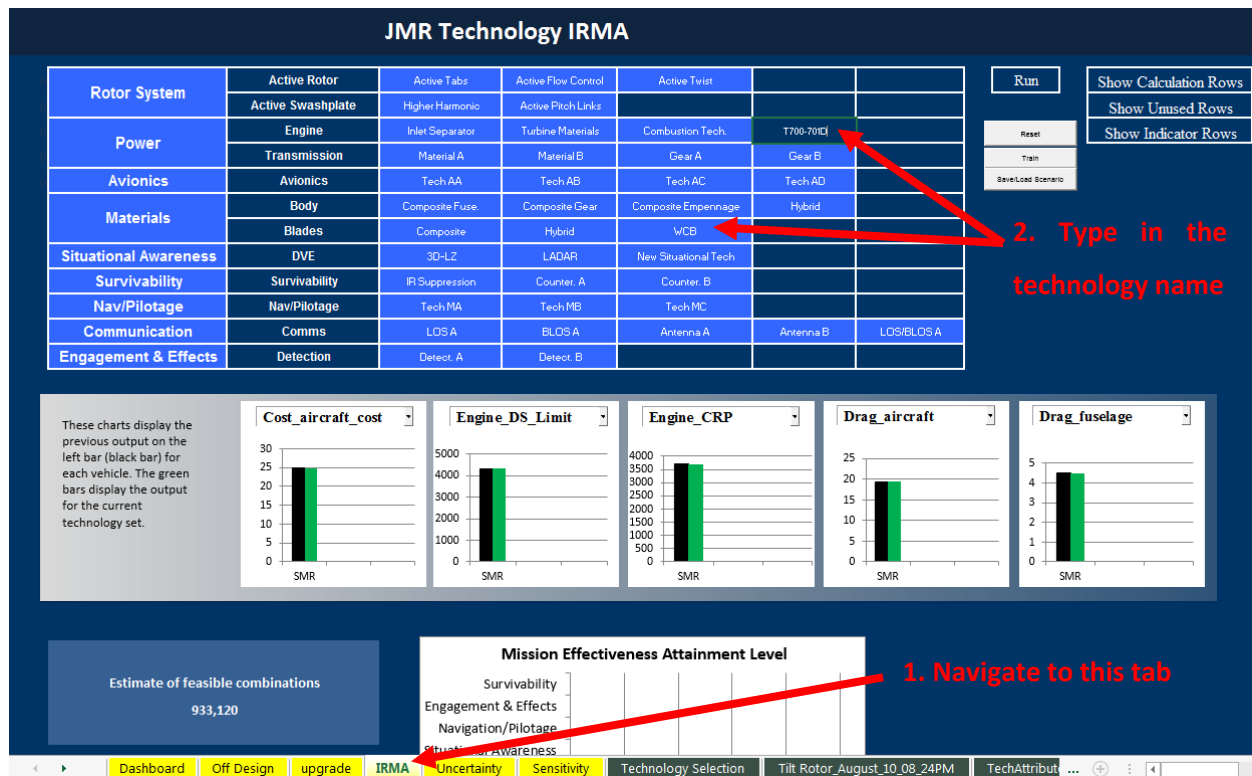 JMR Technology IRMA
Rotor System Active Rotor Active Tabs Active Flow Control Active Twist
Active Swashplate Higher Harmonic Active Pitch Links
Power Engine Inlet Separator Turbine Materials Combustion Tech. T700-701D
Transmission Material A Material B Gear A Gear B
Avionics Avionics Tech AA Tech AB Tech AC Tech AD
Materials Body Composite Fuse. Composite Gear Composite Empennage Hybrid
Blades Composite Hybrid WCB
Situational Awareness DVE 3D-LZ LADAR New Situational Tech
Survivability Survivability IR Suppression Counter. A Counter. B
Nav/Pilotage Nav/Pilotage Tech MA Tech MB Tech MC
Communication Comms LOS A BLOS A Antenna A Antenna B LOS/BLOS A
Engagement & Effects Detection Detect. A Detect. B
Run
Reset
Train
Save/Load Scenario
Show Calculation Rows
Show Unused Rows
Show Indicator Rows
2. Type in the
technology name
These charts display the
previous output on the
left bar (black bar) for
each vehicle. The green
bars display the output
for the current
technology set.
Cost_aircraft_cost
30
25
20
15
10
5
0
SMR
Engine_DS_Limit
5000
4000
3000
2000
1000
0
SMR
Engine_CRP
4000
3500
3000
2500
2000
1500
1000
500
0
SMR
Drag_aircraft
25
20
15
10
5
0
SMR
Drag_fuselage
5
4
3
2
1
0
SMR
Estimate of feasible combinations
933,120
Mission Effectiveness Attainment Level
Survivability
Engagement & Effects
Navigation/Pilotage
Situational Awareness
1. Navigate to this tab
Dashboard Off Design upgrade IRMA Uncertainty Sensitivity Technology Selection Tilt Rotor_August_10_08_24PM TechAttribut ...